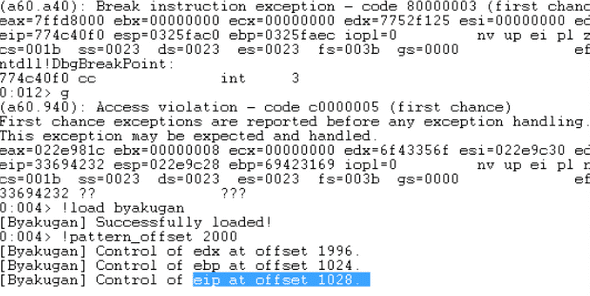 (a60.a40): Break instruction exception - code 80000003 (first chanc
eax=7ffd8000 ebx=00000000 ecx=00000000 edx=7752f125 esi=00000000 ed
eip=774c40f0 esp=0325fac0 ebp=0325faec iopl=0 nv up ei pl z
cs=001b ss=0023 ds=0023 es=0023 fs=003b gs=0000 ef
ntdll!DbgBreakPoint:
774c40f0 cc int 3
0:012> g
(a60.940): Access violation - code c0000005 (first chance)
First chance exceptions are reported before any exception handling.
This exception may be expected and handled.
eax=022e981c ebx=00000008 ecx=0000000c edx=6f43356f esi=022e9c30 ed
eip=33694232 esp=022e9c28 ebp=69423169 iopl=0 nv up ei pl n
cs=001b ss=0023 ds=0023 es=0023 fs=003b gs=0000 ef
33694232 ?? ???
0:004> !load byakugan
[Byakugan] Successfully loaded!
0:004> !pattern_offset 2000
[Byakugan] Control of edx at offset 1996.
[Byakugan] Control of ebp at offset 1024.
[Byakugan] Control of eip at offset 1028.